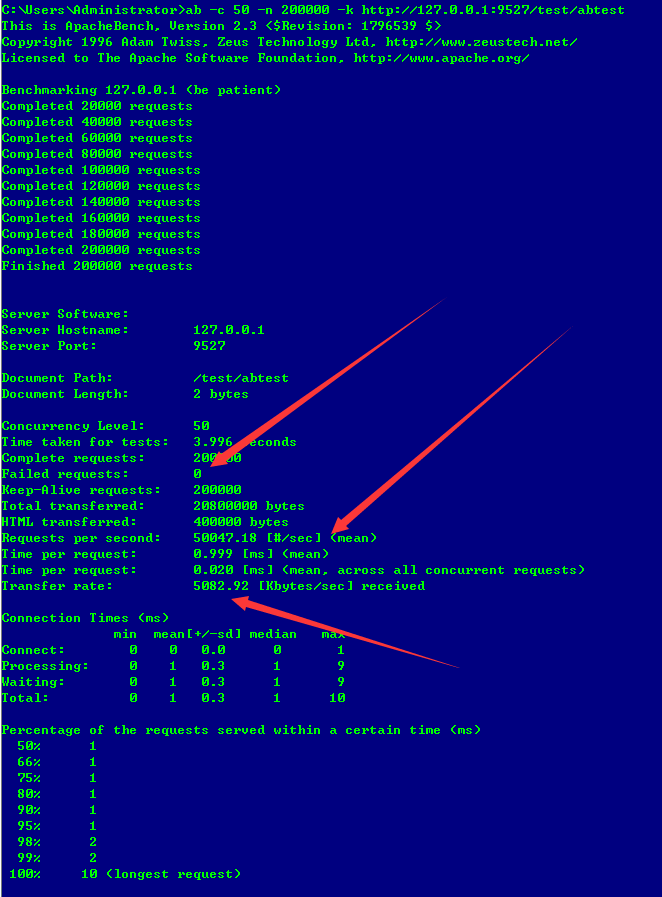 C:\Users\Administrator>ab -c 50 -n 200000 -k http://127.0.0.1:9527/test/abtest
This is ApacheBench, Version 2.3 <$Revision: 1796539 $>
Copyright 1996 Adam Twiss, Zeus Technology Ltd, http://www.zeustech.net/
Licensed to The Apache Software Foundation, http://www.apache.org/

Benchmarking 127.0.0.1 (be patient)
Completed 20000 requests
Completed 40000 requests
Completed 60000 requests
Completed 80000 requests
Completed 100000 requests
Completed 120000 requests
Completed 140000 requests
Completed 160000 requests
Completed 180000 requests
Completed 200000 requests
Finished 200000 requests

Server Software:
Server Hostname:        127.0.0.1
Server Port:            9527

Document Path:          /test/abtest
Document Length:        2 bytes

Concurrency Level:      50
Time taken for tests:   3.996 seconds
Complete requests:      200000
Failed requests:        0
Keep-Alive requests:    200000
Total transferred:      20800000 bytes
HTML transferred:       400000 bytes
Requests per second:    50047.18 [#/sec] (mean)
Time per request:       0.999 [ms] (mean)
Time per request:       0.020 [ms] (mean, across all concurrent requests)
Transfer rate:          5082.92 [Kbytes/sec] received

Connection Times (ms)
              min  mean[+/-sd] median   max
Connect:        0    0   0.0      0       1
Processing:     0    1   0.3      1       9
Waiting:        0    1   0.3      1       9
Total:          0    1   0.3      1      10

Percentage of the requests served within a certain time (ms)
  50%      1
  66%      1
  75%      1
  80%      1
  90%      1
  95%      1
  98%      2
  99%      2
 100%     10 (longest request)